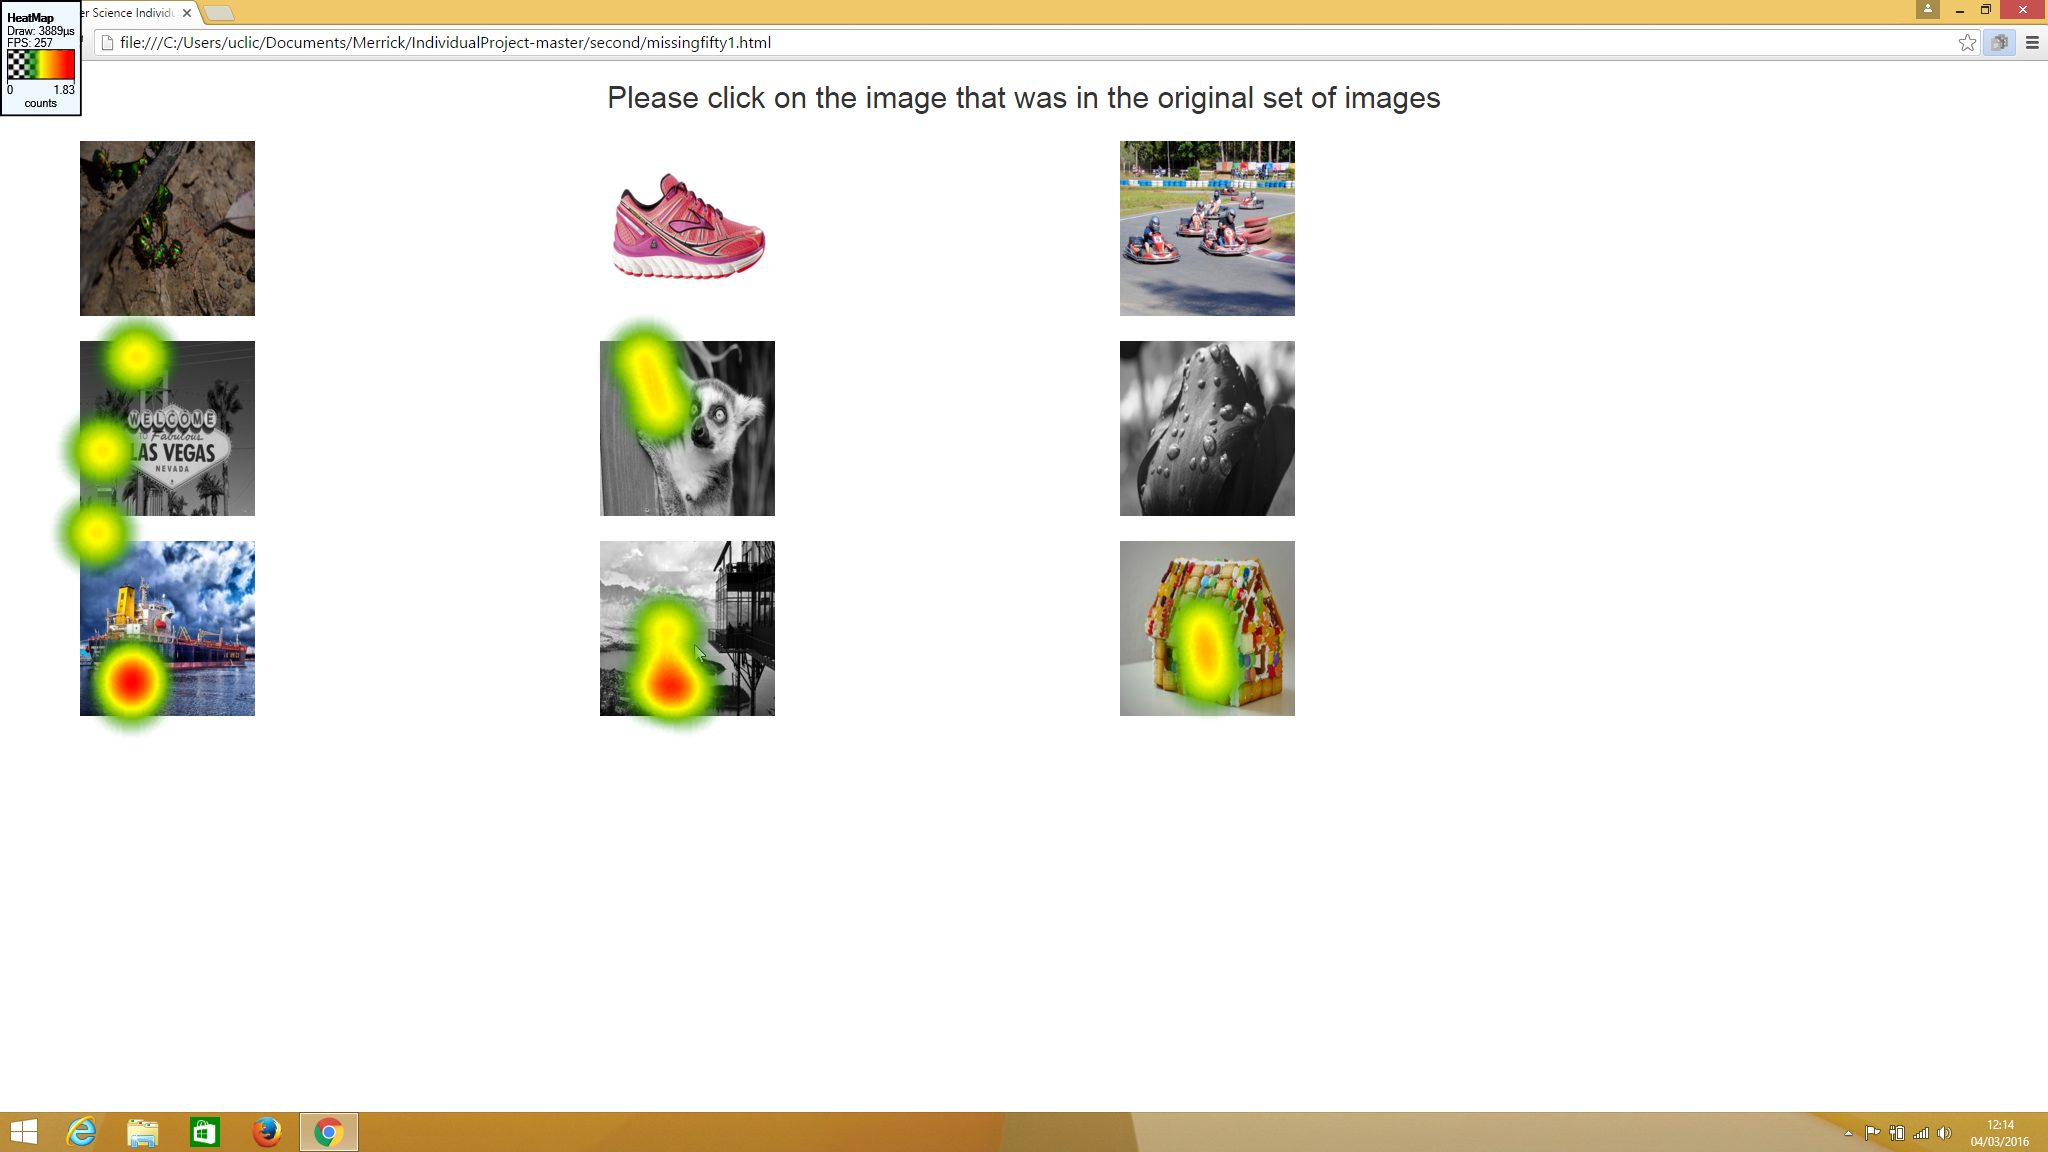 HeatMap
Draw: 3889µs
FPS: 257
0 1.83
counts
er Science Individu
file:///C:/Users/uclic/Documents/Merrick/IndividualProject-master/second/missingfifty1.html
Please click on the image that was in the original set of images
WELCOME
TO Fabulous
LAS VEGAS
NEVADA
12:14
04/03/2016